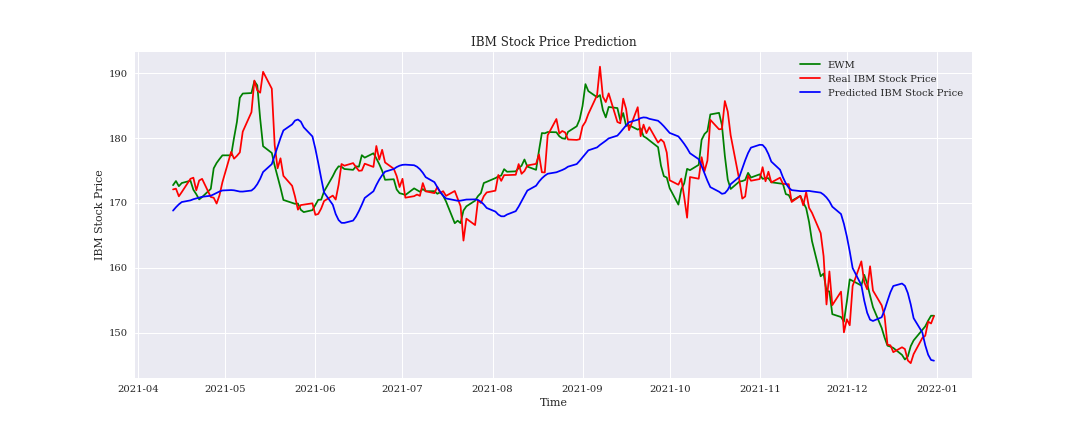 IBM Stock Price Prediction
EWM
Real IBM Stock Price
Predicted IBM Stock Price
IBM Stock Price
190
180
170
160
150
2021-04 2021-05 2021-06 2021-07 2021-08 2021-09 2021-10 2021-11 2021-12 2022-01
Time